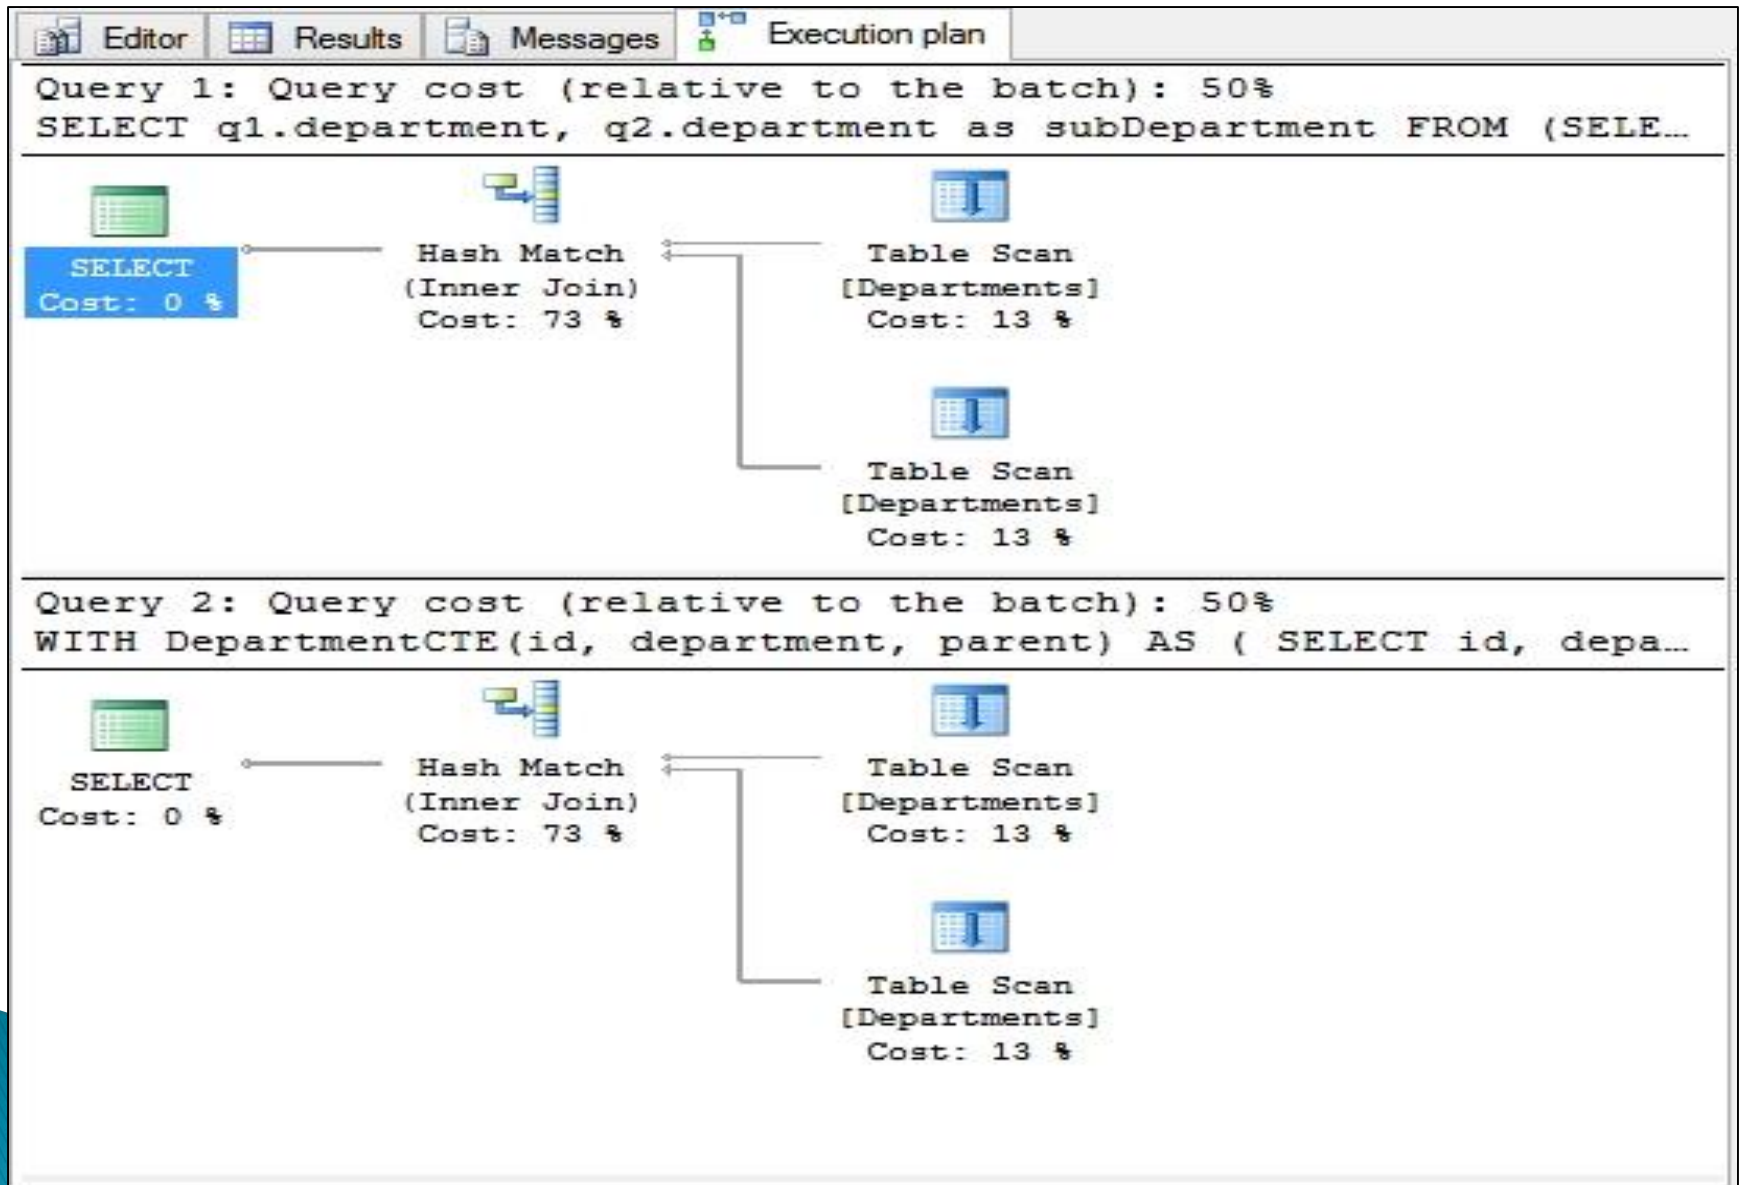 Editor Results Messages Execution plan
Query 1: Query cost (relative to the batch): 50%
SELECT q1.department, q2.department as subDepartment FROM (SELE…
SELECT
Cost: 0 %
Hash Match
(Inner Join)
Cost: 73 %
Table Scan
[Departments]
Cost: 13 %
Table Scan
[Departments]
Cost: 13 %
Query 2: Query cost (relative to the batch): 50%
WITH DepartmentCTE(id, department, parent) AS ( SELECT id, depa…
SELECT
Cost: 0 %
Hash Match
(Inner Join)
Cost: 73 %
Table Scan
[Departments]
Cost: 13 %
Table Scan
[Departments]
Cost: 13 %